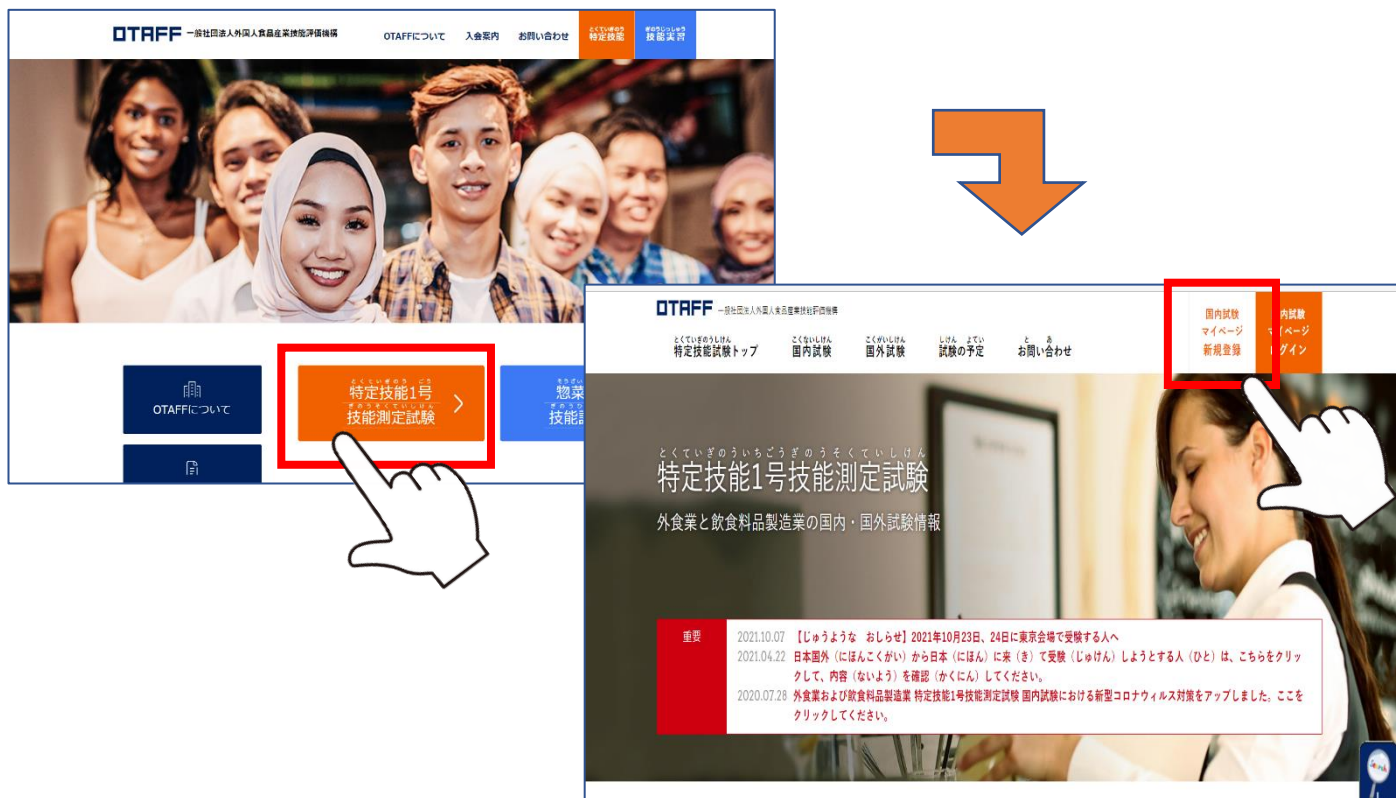 OTAFF 一般社団法人外国人食品産業技能評価機構
OTAFFについて 入会案内 お問い合わせ
とくていぎのう
特定技能
ぎのうじっしゅう
技能実習
OTAFFについて
とくていぎのう ごう
特定技能1号
ぎのうそくていしけん
技能測定試験
惣菜
技能
OTAFF 一般社団法人外国人食品産業技能評価機構
とくていぎのうしけん
特定技能試験トップ
こくないしけん
国内試験
こくがいしけん
国外試験
しけん よてい
試験の予定
と あ
お問い合わせ
国内試験
マイページ
新規登録
内試験
マイページ
ログイン
とくていぎのういちごうぎのうそくていしけん
特定技能1号技能測定試験
外食業と飲食料品製造業の国内・国外試験情報
重要
2021.10.07 【じゅうような おしらせ】2021年10月23日、24日に東京会場で受験する人へ
2021.04.22 日本国外（にほんこくがい）から日本（にほん）に来（き）て受験（じゅけん）しようとする人（ひと）は、こちらをクリッ
クして、内容（ないよう）を確認（かくにん）してください。
2020.07.28 外食業および飲食料品製造業 特定技能1号技能測定試験 国内試験における新型コロナウィルス対策をアップしました。ここを
クリックしてください。
Search